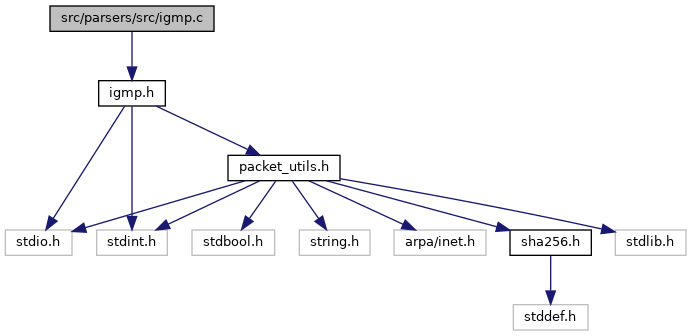 src/parsers/src/igmp.c
igmp.h
packet_utils.h
stdio.h
stdint.h
stdbool.h
string.h
arpa/inet.h
sha256.h
stdlib.h
stddef.h